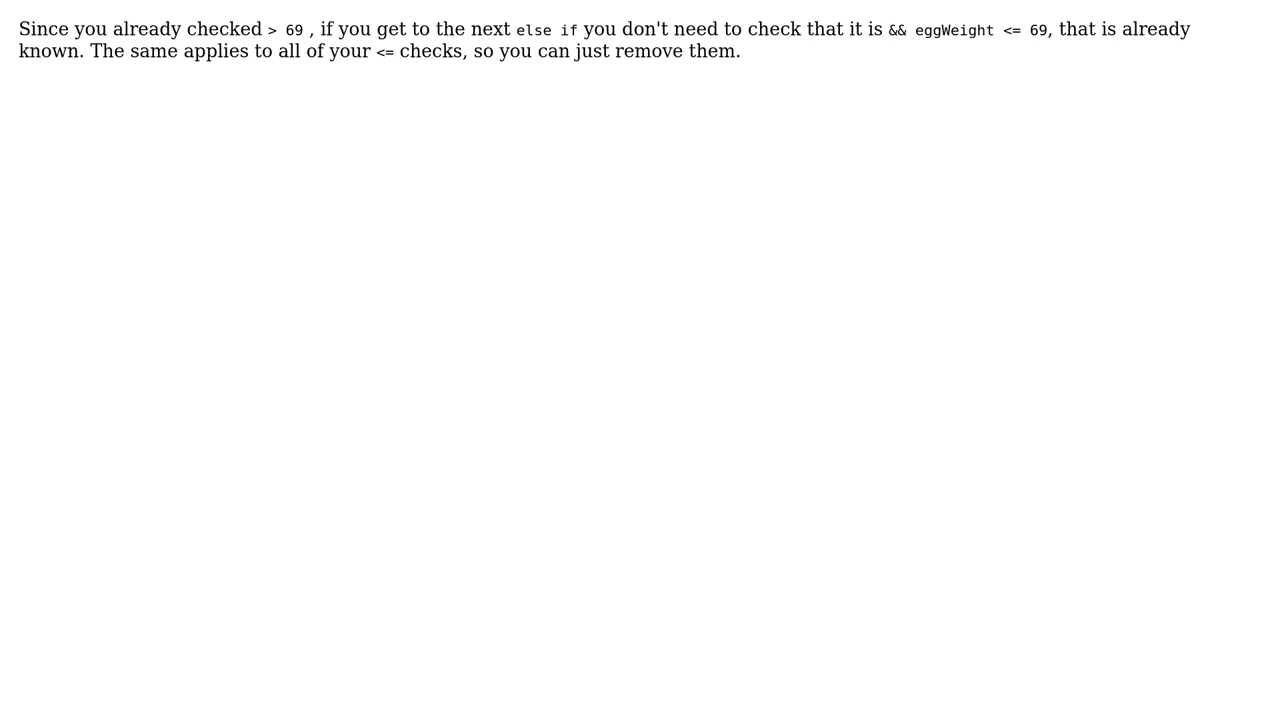 Since you already checked > 69 , if you get to the next else if you don't need to check that it is && eggWeight <= 69, that is already
known. The same applies to all of your <= checks, so you can just remove them.